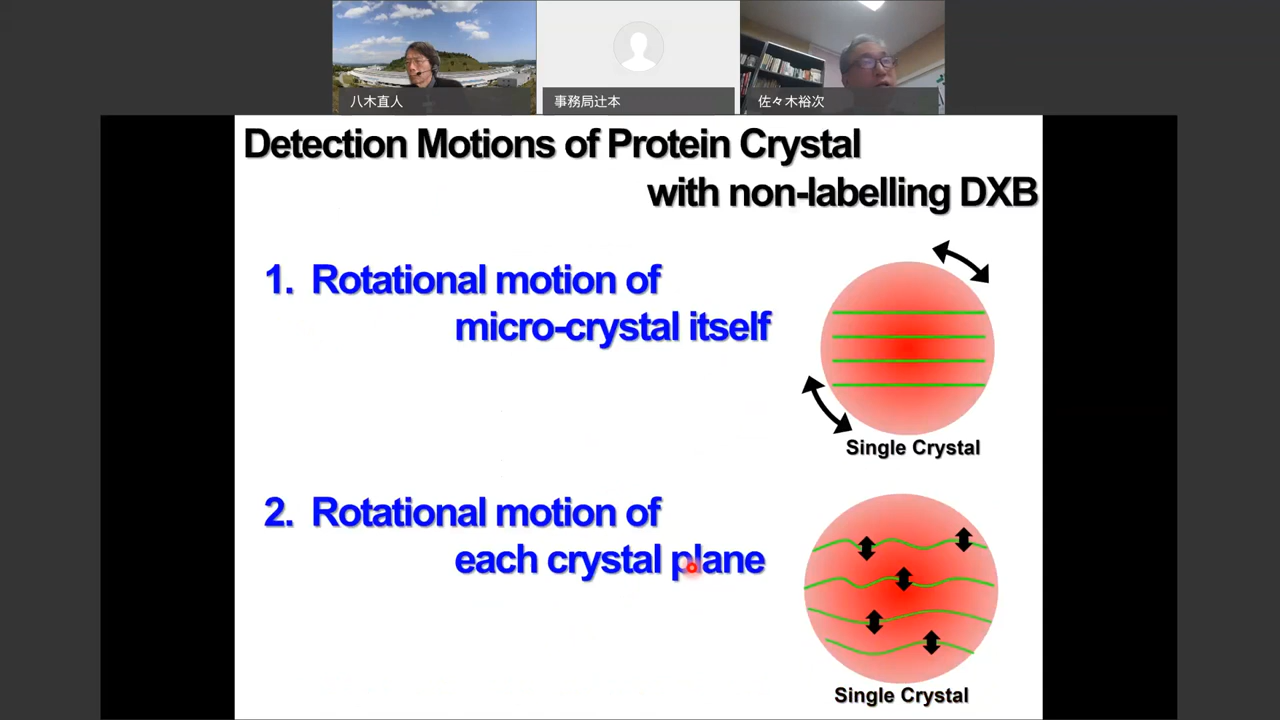 八木直人
事務局辻本
佐々木裕次
Detection Motions of Protein Crystal
with non-labelling DXB
1. Rotational motion of
micro-crystal itself
Single Crystal
2. Rotational motion of
each crystal plane
Single Crystal